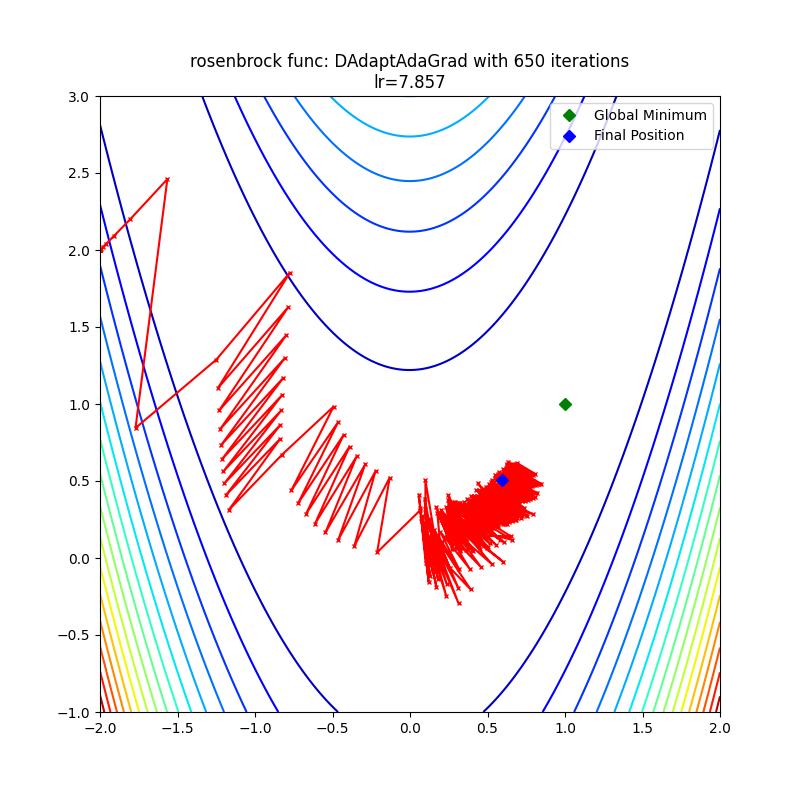 rosenbrock func: DAdaptAdaGrad with 650 iterations
lr=7.857
Global Minimum
Final Position
3.0
2.5
2.0
1.5
1.0
0.5
0.0
−0.5
−1.0
−2.0 −1.5 −1.0 −0.5 0.0 0.5 1.0 1.5 2.0